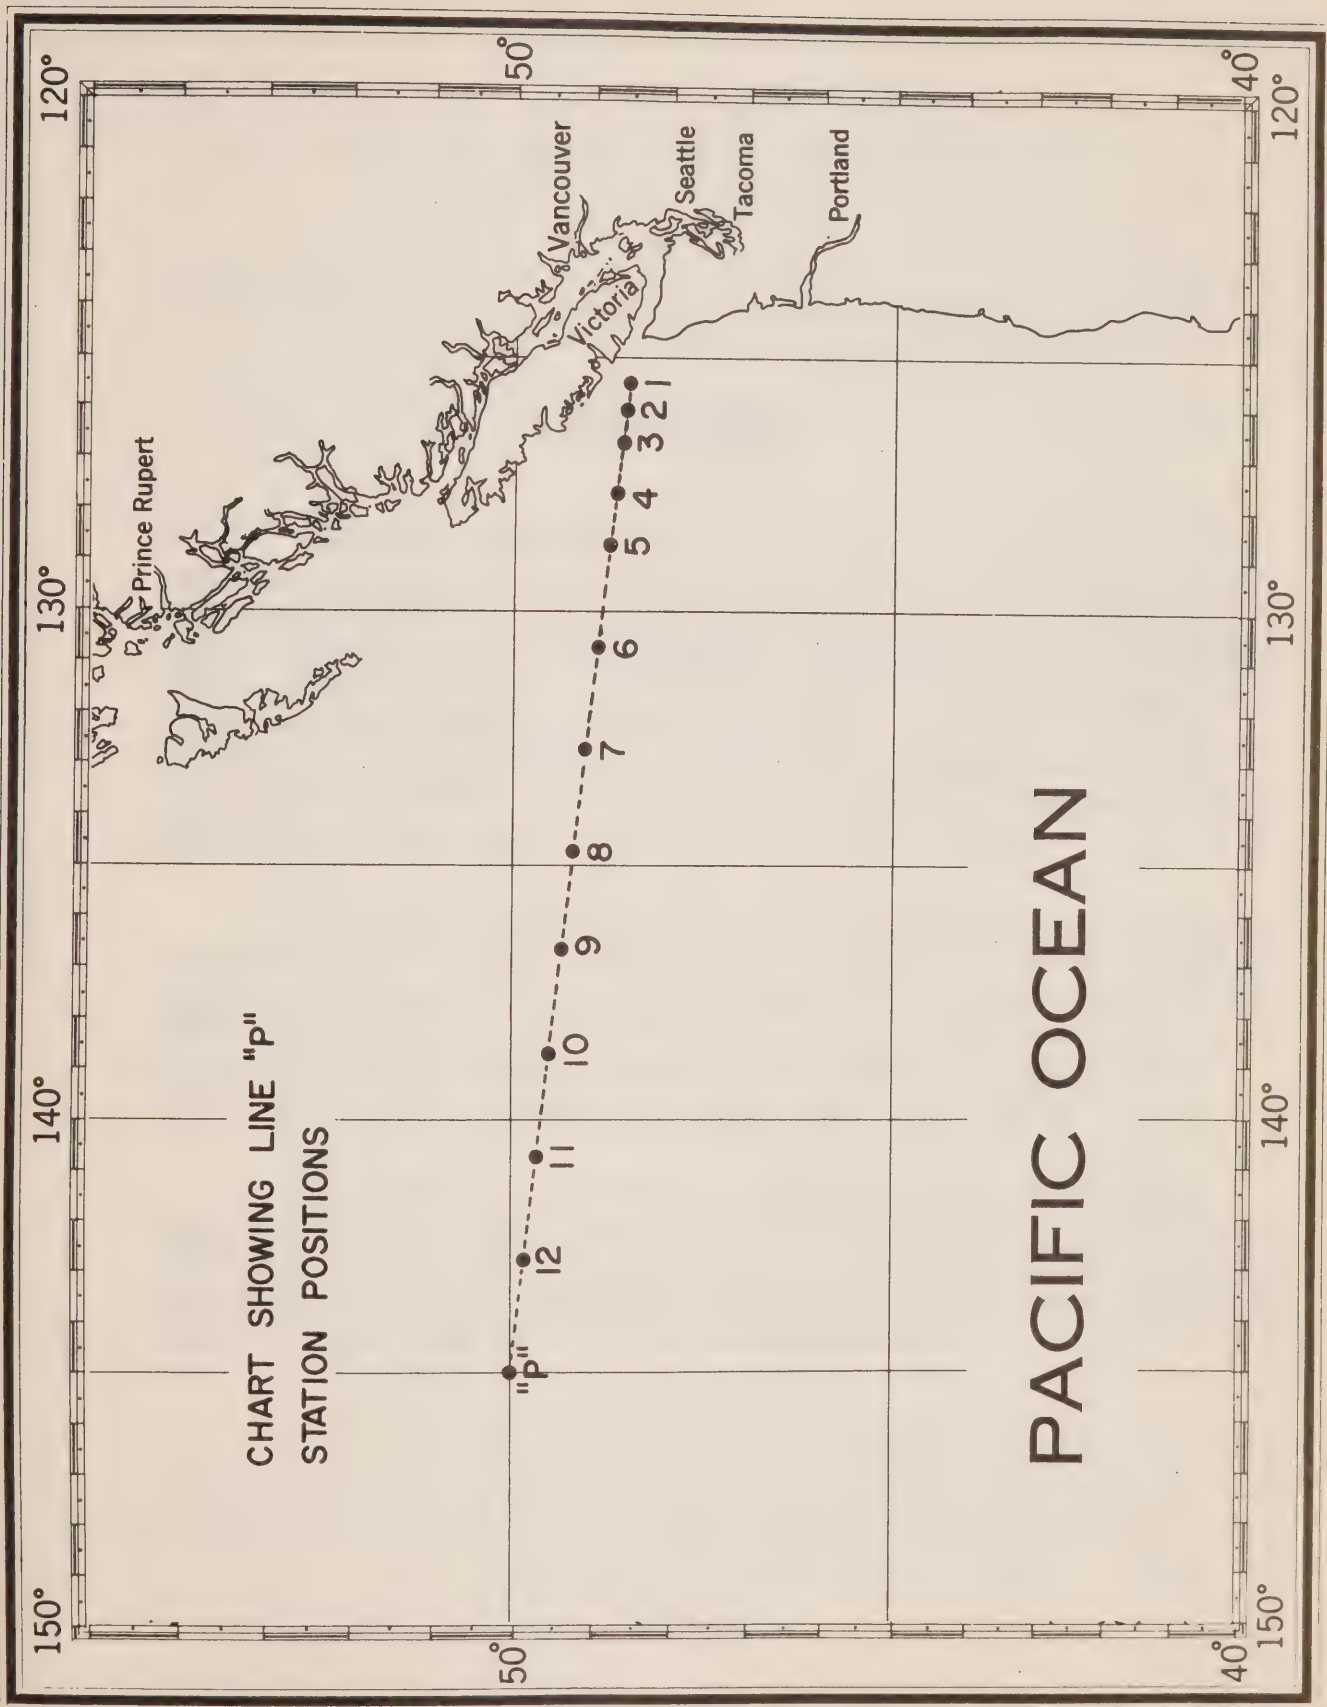 CHART SHOWING LINE "P"
STATION POSITIONS
150°
140°
130°
120°
50°
50°
40°
40°
150°
140°
130°
120°
Prince Rupert
Vancouver
Victoria
Seattle
Tacoma
Portland
"P"
12
11
10
9
8
7
6
5
4
3
2
1
PACIFIC OCEAN